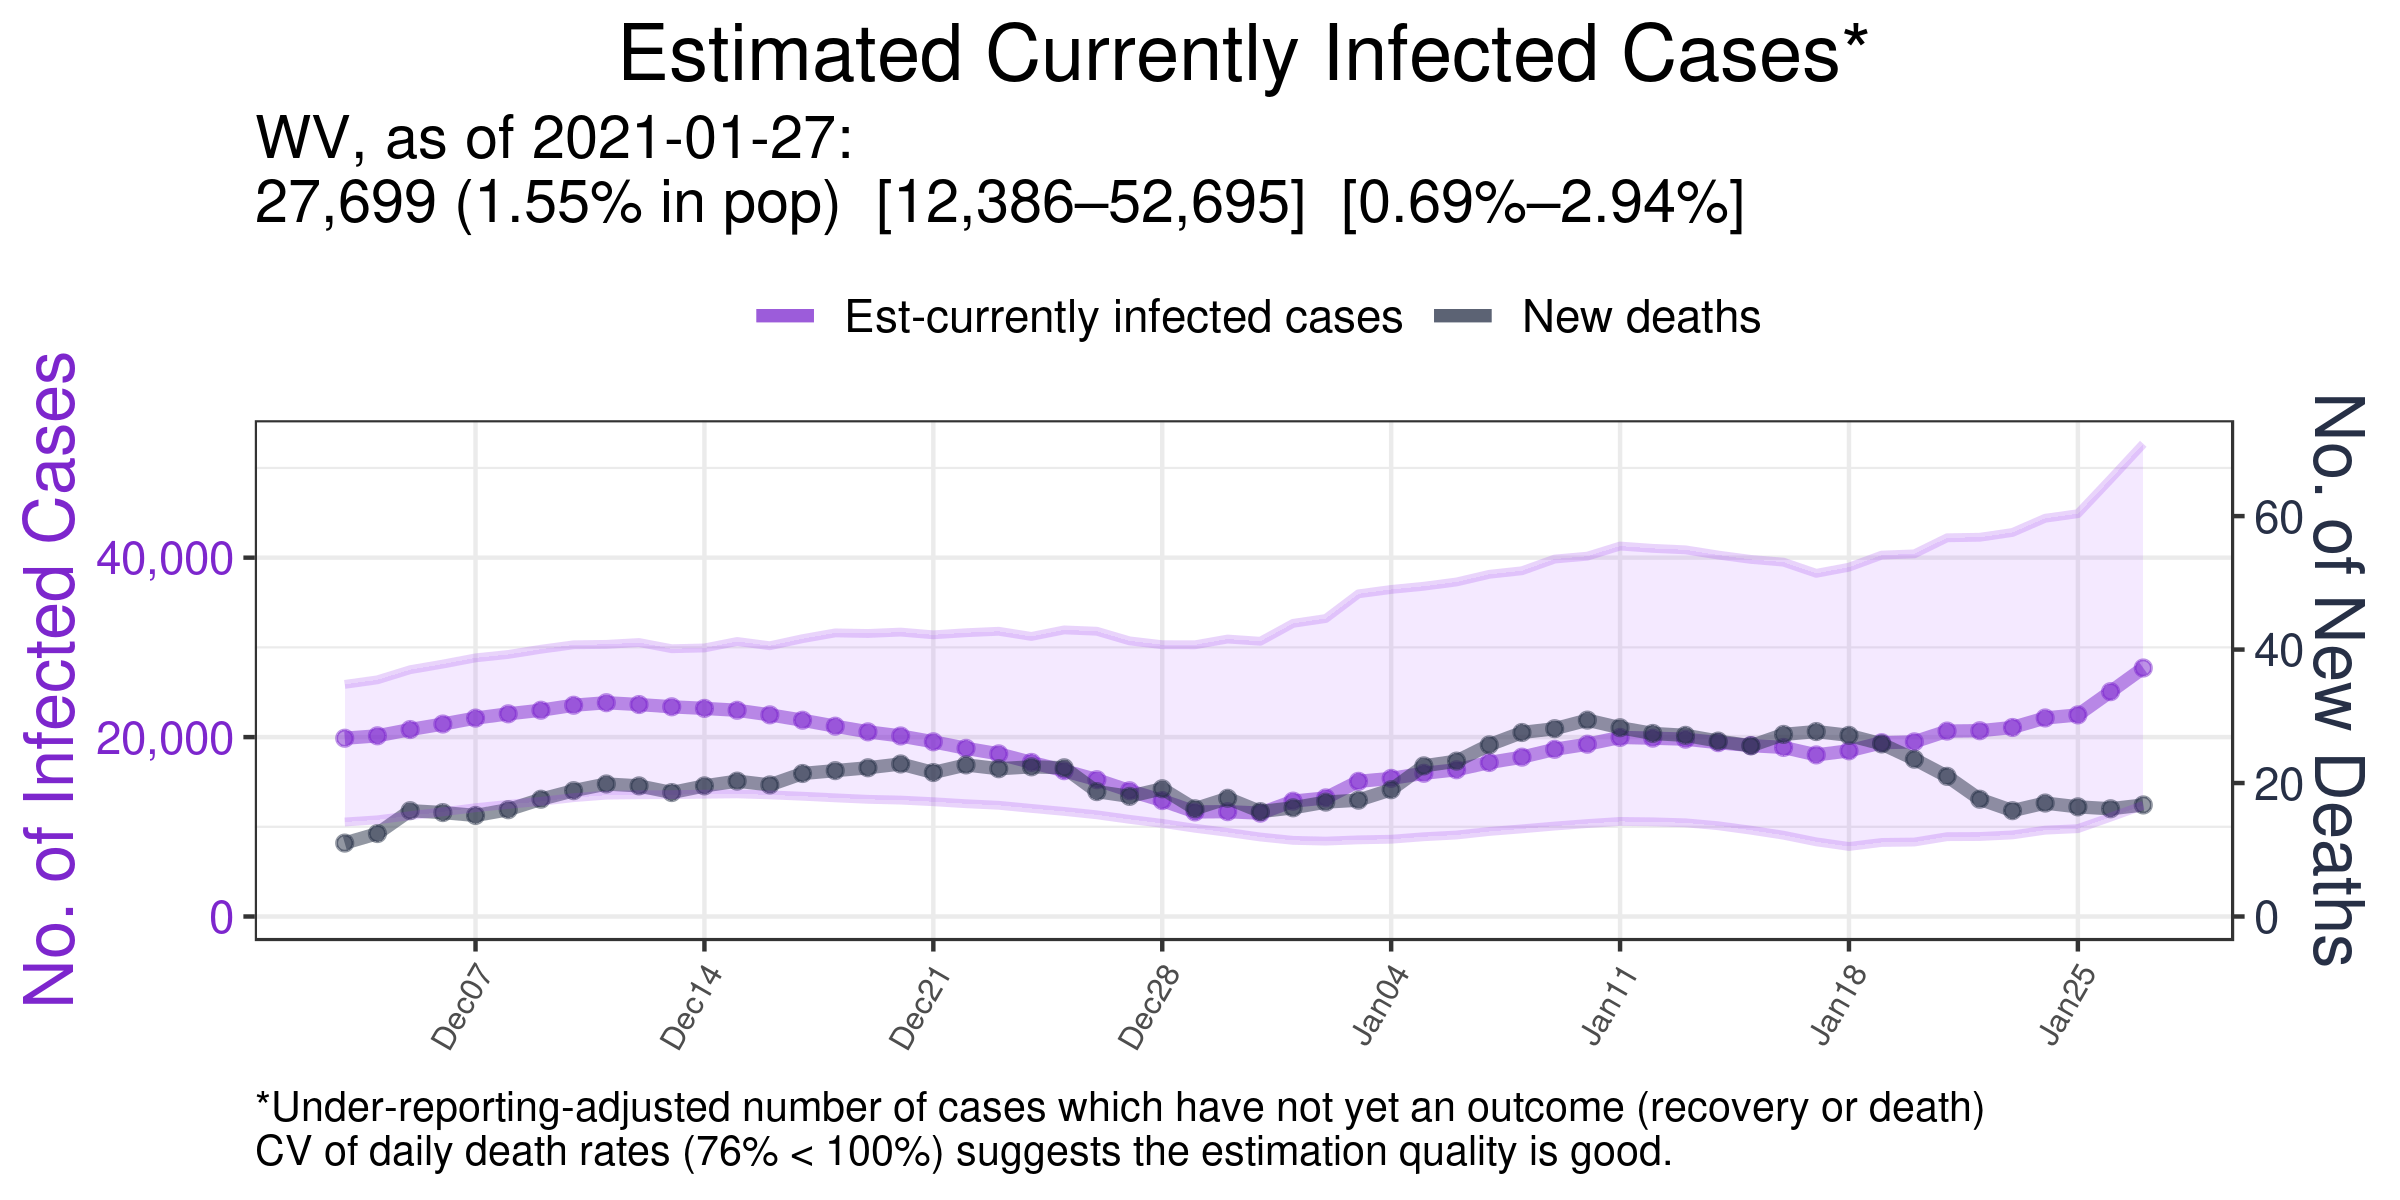 Estimated Currently Infected Cases*
WV, as of 2021-01-27:
27,699 (1.55% in pop)  [12,386–52,695]  [0.69%–2.94%]
Est-currently infected cases
New deaths
No. of Infected Cases
40,000
20,000
0
60
40
20
0
No. of New Deaths
Dec07
Dec14
Dec21
Dec28
Jan04
Jan11
Jan18
Jan25
*Under-reporting-adjusted number of cases which have not yet an outcome (recovery or death)
CV of daily death rates (76% < 100%) suggests the estimation quality is good.